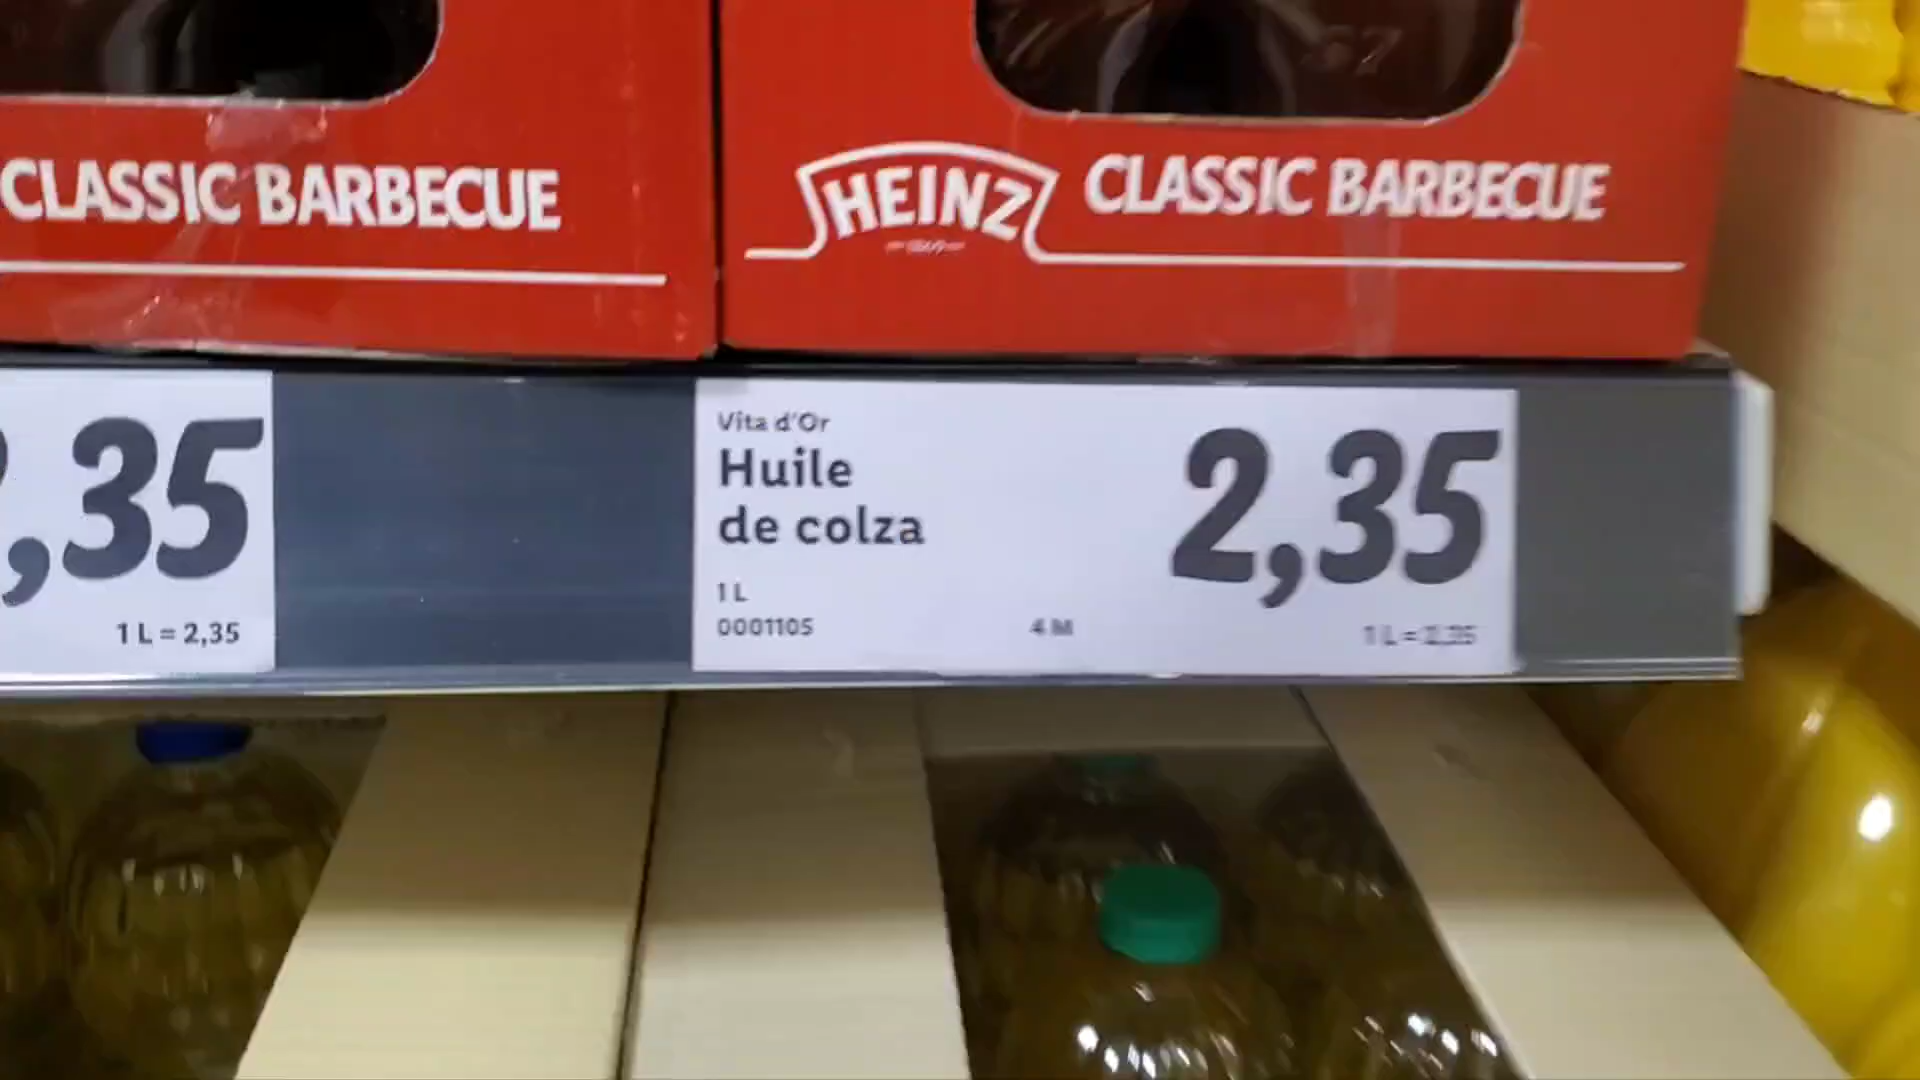 CLASSIC BARBECUE
HEINZ CLASSIC BARBECUE
,35
1 L = 2,35
Vita d'Or
Huile
de colza
2,35
1 L
0001105
4 M
1 L = 2,35